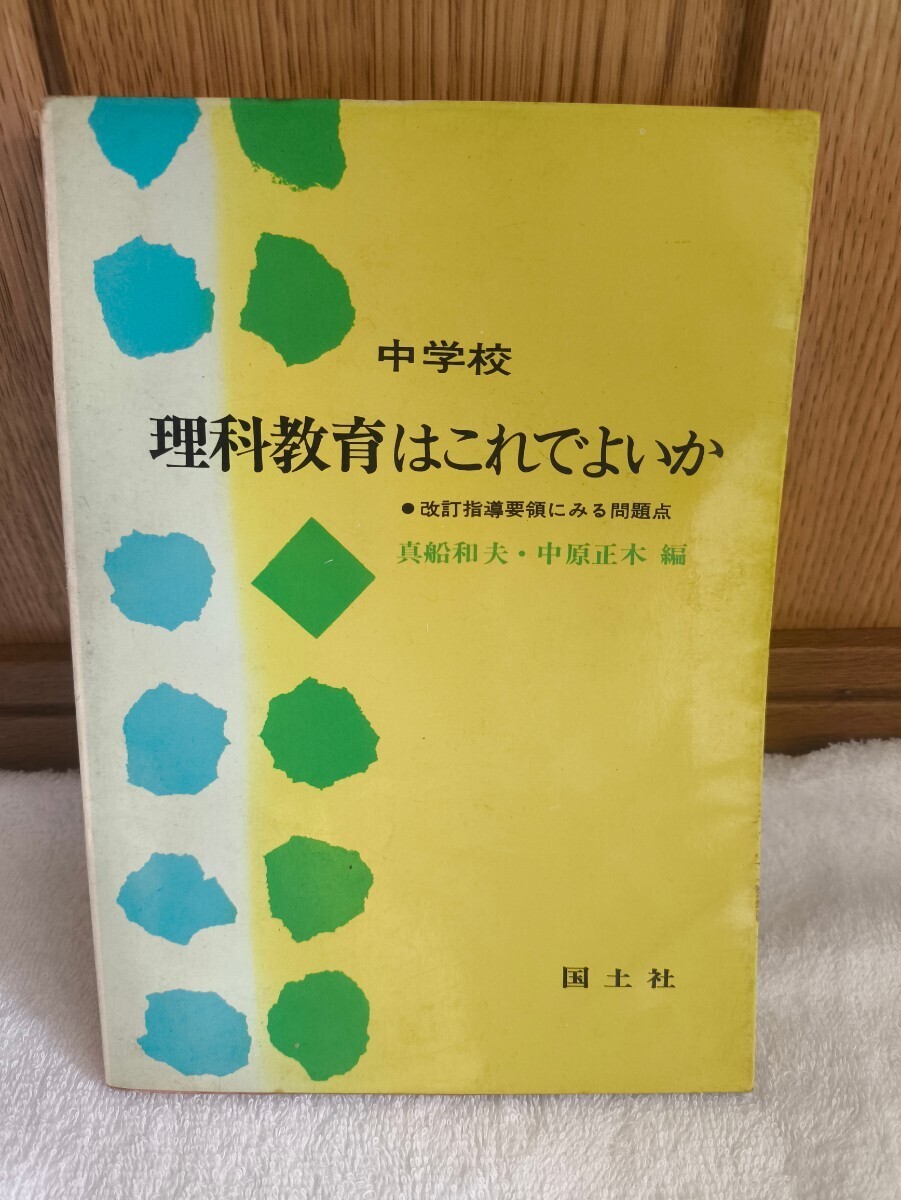 中学校
理科教育はこれでよいか
●改訂指導要領にみる問題点
真船和夫・中原正木 編
国土社